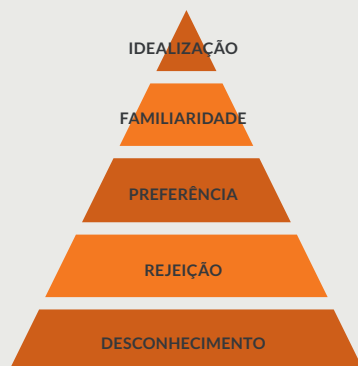 IDEALIZAÇÃO
FAMILIARIDADE
PREFERÊNCIA
REJEIÇÃO
DESCONHECIMENTO